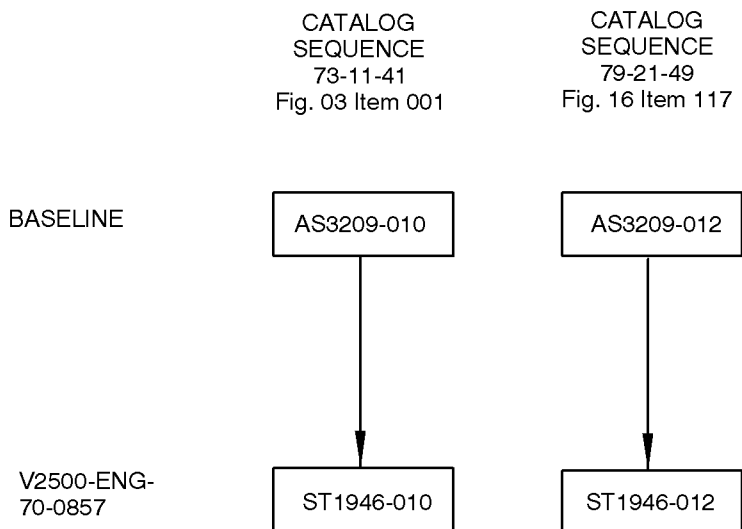 CATALOG
SEQUENCE
73-11-41
Fig. 03 Item 001
CATALOG
SEQUENCE
79-21-49
Fig. 16 Item 117
BASELINE
AS3209-010
AS3209-012
V2500-ENG-
70-0857
ST1946-010
ST1946-012